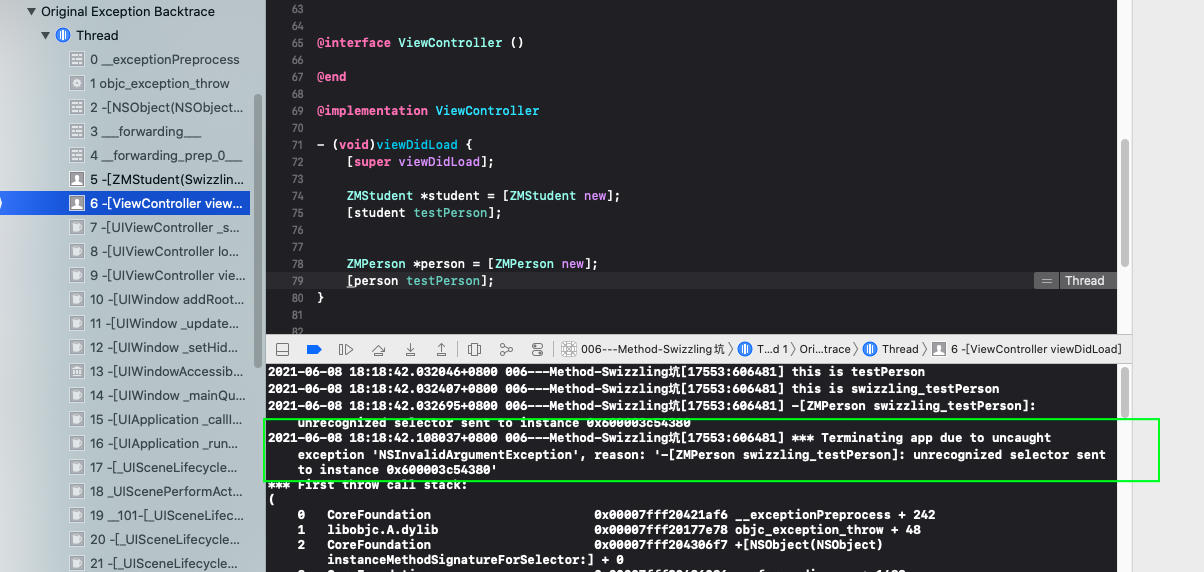 Original Exception Backtrace
Thread
0 __exceptionPreprocess
1 objc_exception_throw
2 -[NSObject(NSObject...
3 ___forwarding___
4 __forwarding_prep_0___
5 -[ZMStudent(Swizzlin...
6 -[ViewController view...
7 -[UIViewController _s...
8 -[UIViewController lo...
9 -[UIViewController vie...
10 -[UIWindow addRoot...
11 -[UIWindow _update...
12 -[UIWindow _setHid...
13 -[UIWindowAccessib...
14 -[UIWindow _mainQu...
15 -[UIApplication _callI...
16 -[UIApplication _run...
17 -[_UISceneLifecycle...
18 _UIScenePerformAct...
19 __101-[_UISceneLifec...
20 -[_UISceneLifecycle...
21 -[_UISceneLifecycle...
63
64
65 @interface ViewController ()
66
67 @end
68
69 @implementation ViewController
70
71 - (void)viewDidLoad {
72 [super viewDidLoad];
73
74 ZMStudent *student = [ZMStudent new];
75 [student testPerson];
76
77
78 ZMPerson *person = [ZMPerson new];
79 [person testPerson]; = Thread
80 }
81
82
006---Method-Swizzling坑 〉 T...d 1 〉 Ori...trace 〉 Thread 〉 6 -[ViewController viewDidLoad]
2021-06-08 18:18:42.032046+0800 006---Method-Swizzling坑[17553:606481] this is testPerson
2021-06-08 18:18:42.032407+0800 006---Method-Swizzling坑[17553:606481] this is swizzling_testPerson
2021-06-08 18:18:42.032695+0800 006---Method-Swizzling坑[17553:606481] -[ZMPerson swizzling_testPerson]:
unrecognized selector sent to instance 0x600003c54380
2021-06-08 18:18:42.108037+0800 006---Method-Swizzling坑[17553:606481] *** Terminating app due to uncaught
exception 'NSInvalidArgumentException', reason: '-[ZMPerson swizzling_testPerson]: unrecognized selector sent
to instance 0x600003c54380'
*** First throw call stack:
(
0 CoreFoundation 0x00007fff20421af6 __exceptionPreprocess + 242
1 libobjc.A.dylib 0x00007fff20177e78 objc_exception_throw + 48
2 CoreFoundation 0x00007fff204306f7 +[NSObject(NSObject)
instanceMethodSignatureForSelector:] + 0